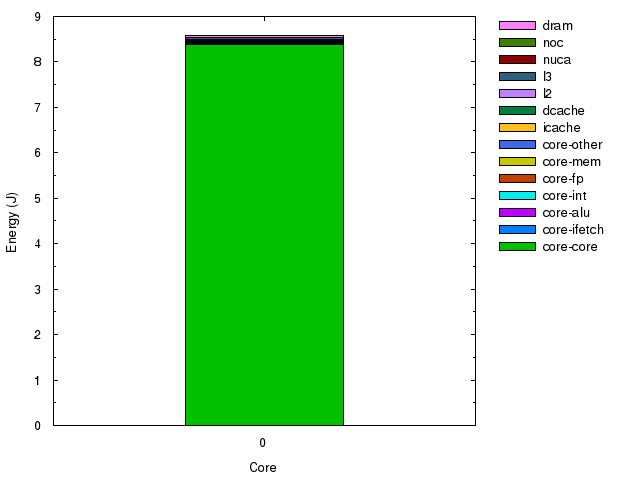 9
8
7
6
5
4
3
2
1
0
Energy (J)
0
Core
dram
noc
nuca
l3
l2
dcache
icache
core-other
core-mem
core-fp
core-int
core-alu
core-ifetch
core-core